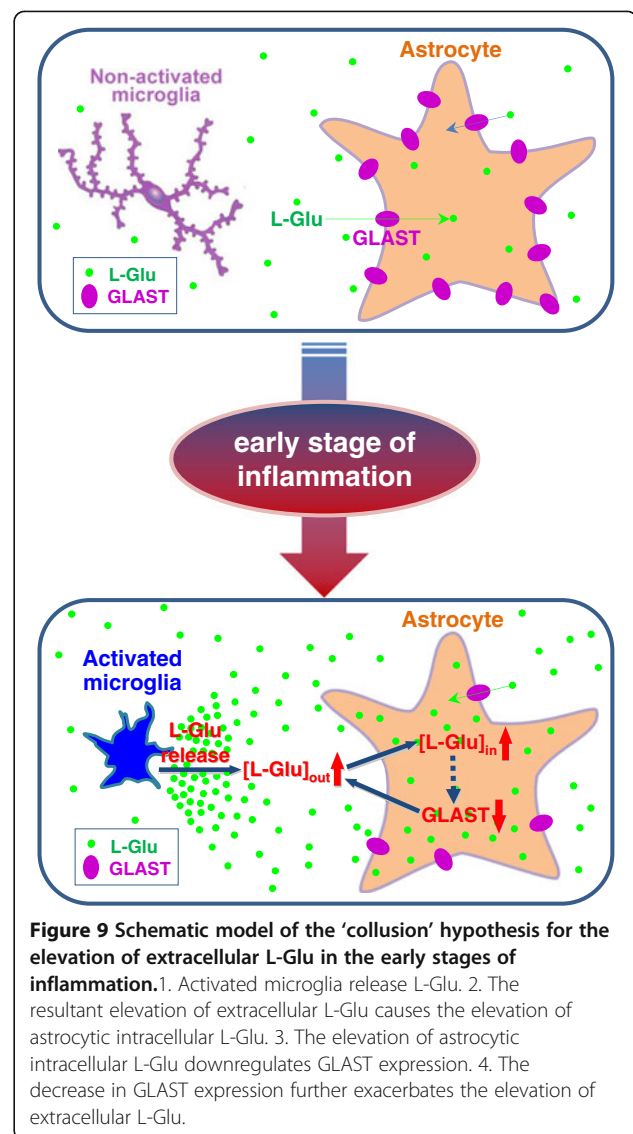 Astrocyte
Non-activated
microglia
L-Glu
GLAST
L-Glu
GLAST
early stage of
inflammation
Astrocyte
Activated
microglia
L-Glu
release
[L-Glu]out
[L-Glu]in
GLAST
L-Glu
GLAST
Figure 9 Schematic model of the ‘collusion’ hypothesis for the
elevation of extracellular L-Glu in the early stages of
inflammation.1. Activated microglia release L-Glu. 2. The
resultant elevation of extracellular L-Glu causes the elevation of
astrocytic intracellular L-Glu. 3. The elevation of astrocytic
intracellular L-Glu downregulates GLAST expression. 4. The
decrease in GLAST expression further exacerbates the elevation of
extracellular L-Glu.